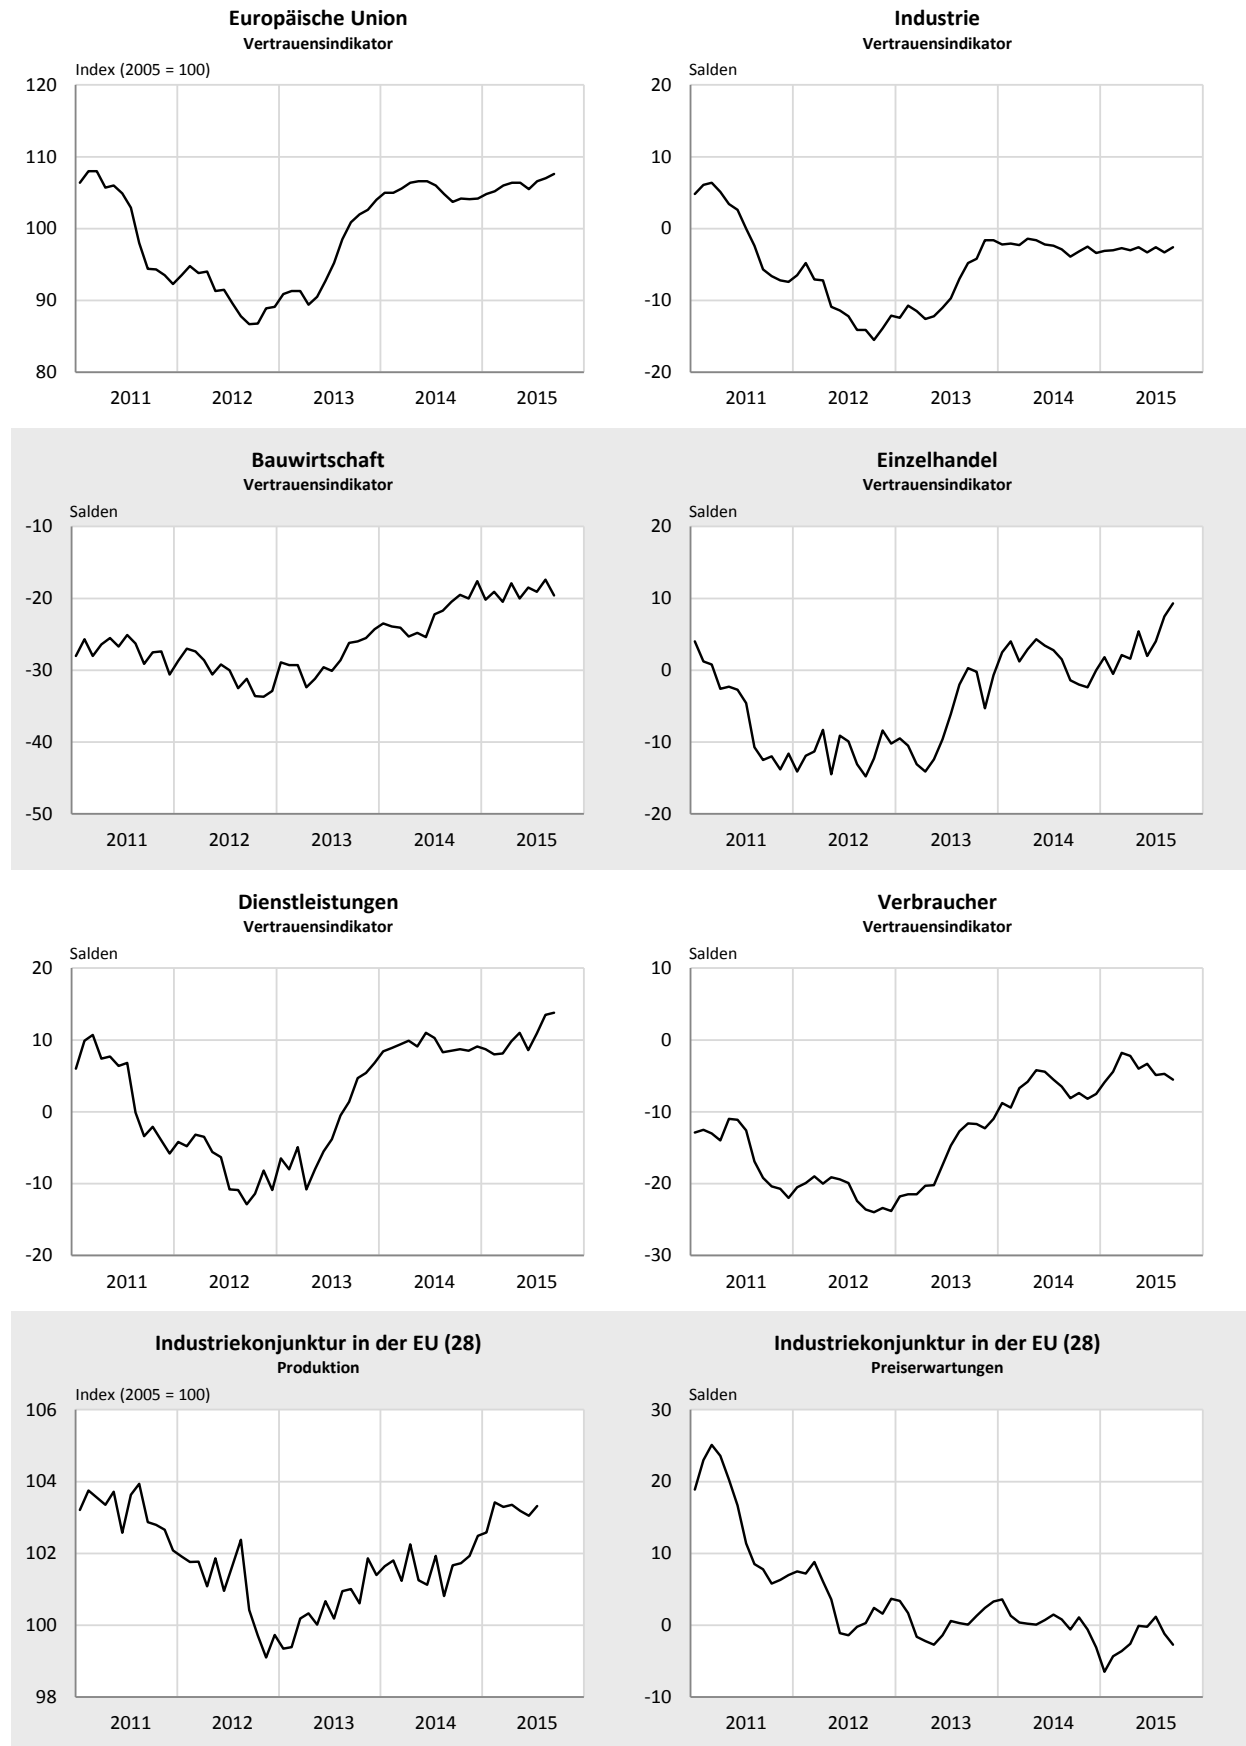 Europäische Union
Vertrauensindikator
Index (2005 = 100)
120
110
100
90
80
2011 2012 2013 2014 2015
Industrie
Vertrauensindikator
Salden
20
10
0
-10
-20
2011 2012 2013 2014 2015
Bauwirtschaft
Vertrauensindikator
Salden
-10
-20
-30
-40
-50
2011 2012 2013 2014 2015
Einzelhandel
Vertrauensindikator
Salden
20
10
0
-10
-20
2011 2012 2013 2014 2015
Dienstleistungen
Vertrauensindikator
Salden
20
10
0
-10
-20
2011 2012 2013 2014 2015
Verbraucher
Vertrauensindikator
Salden
10
0
-10
-20
-30
2011 2012 2013 2014 2015
Industriekonjunktur in der EU (28)
Produktion
Index (2005 = 100)
106
104
102
100
98
2011 2012 2013 2014 2015
Industriekonjunktur in der EU (28)
Preiserwartungen
Salden
30
20
10
0
-10
2011 2012 2013 2014 2015